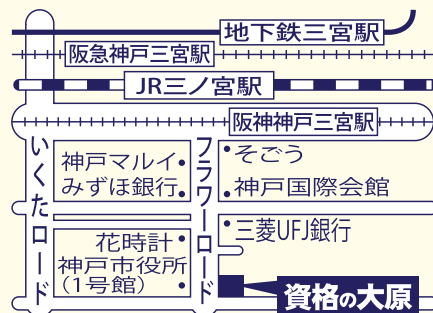 地下鉄三宮駅
阪急神戸三宮駅
JR三ノ宮駅
阪神神戸三宮駅
いくたロード
フラワーロード
神戸マルイ
みずほ銀行
そごう
神戸国際会館
三菱UFJ銀行
花時計
神戸市役所
(1号館)
資格の大原